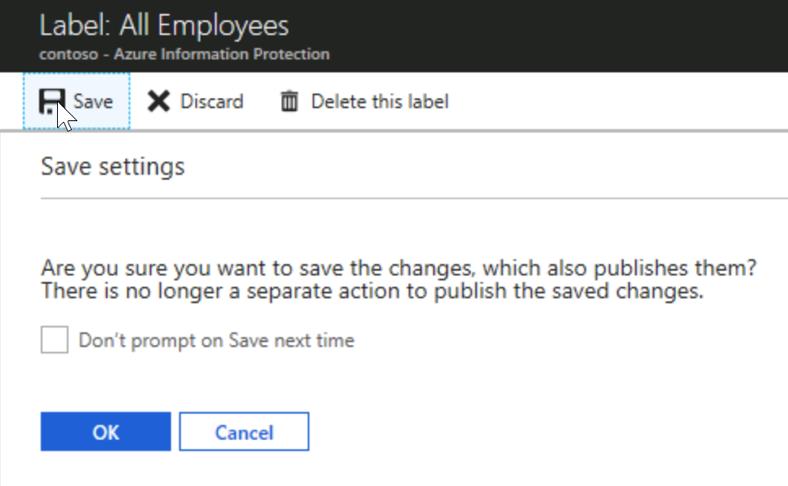 Label: All Employees
contoso - Azure Information Protection
Save Discard Delete this label
Save settings
Are you sure you want to save the changes, which also publishes them?
There is no longer a separate action to publish the saved changes.
Don't prompt on Save next time
OK Cancel